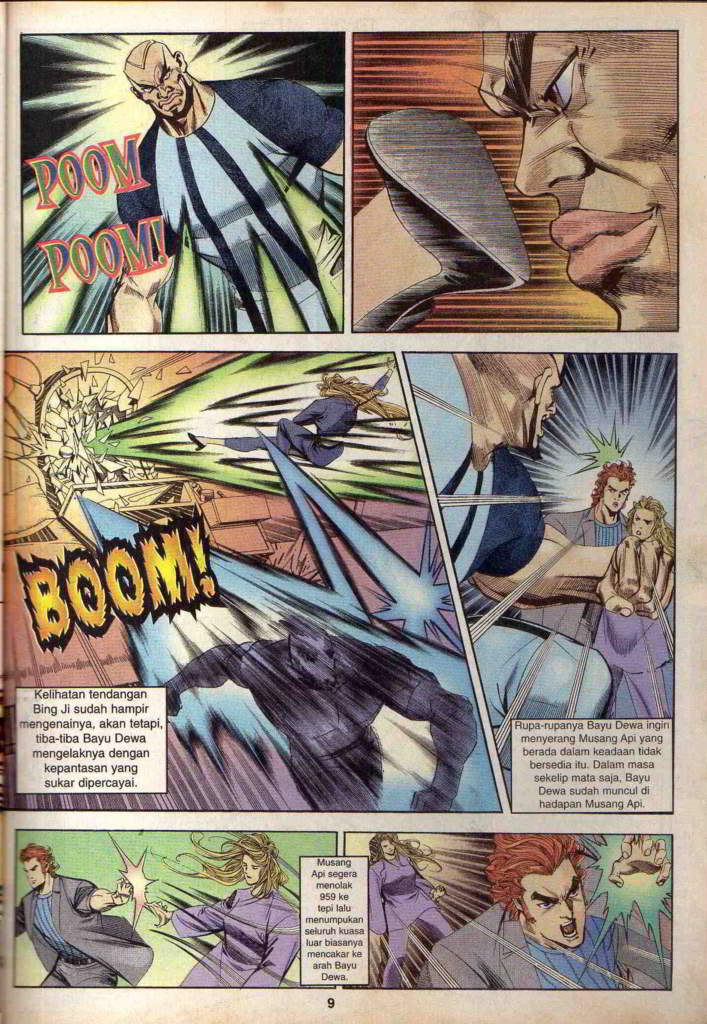 POOM
POOM!
BOOM!
Kelihatan tendangan
Bing Ji sudah hampir
mengenainya, akan tetapi,
tiba-tiba Bayu Dewa
mengelaknya dengan
kepantasan yang
sukar dipercayai.
Rupa-rupanya Bayu Dewa ingin
menyerang Musang Api yang
berada dalam keadaan tidak
bersedia itu. Dalam masa
sekelip mata saja, Bayu
Dewa sudah muncul di
hadapan Musang Api.
Musang
Api segera
menolak
959 ke
tepi lalu
menumpukan
seluruh kuasa
luar biasanya
mencakar ke
arah Bayu
Dewa.
9